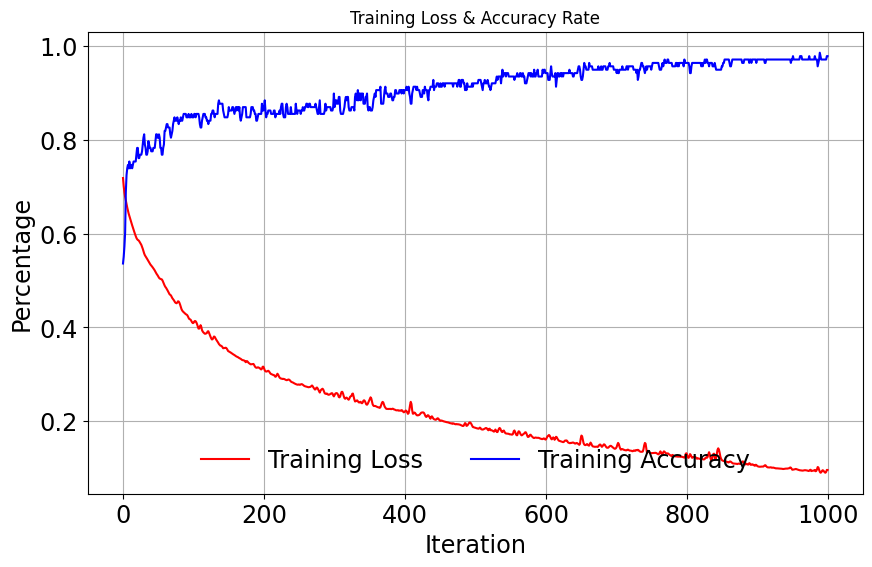 Training Loss & Accuracy Rate
1.0
0.8
0.6
0.4
0.2
Percentage
Training Loss Training Accuracy
0 200 400 600 800 1000
Iteration